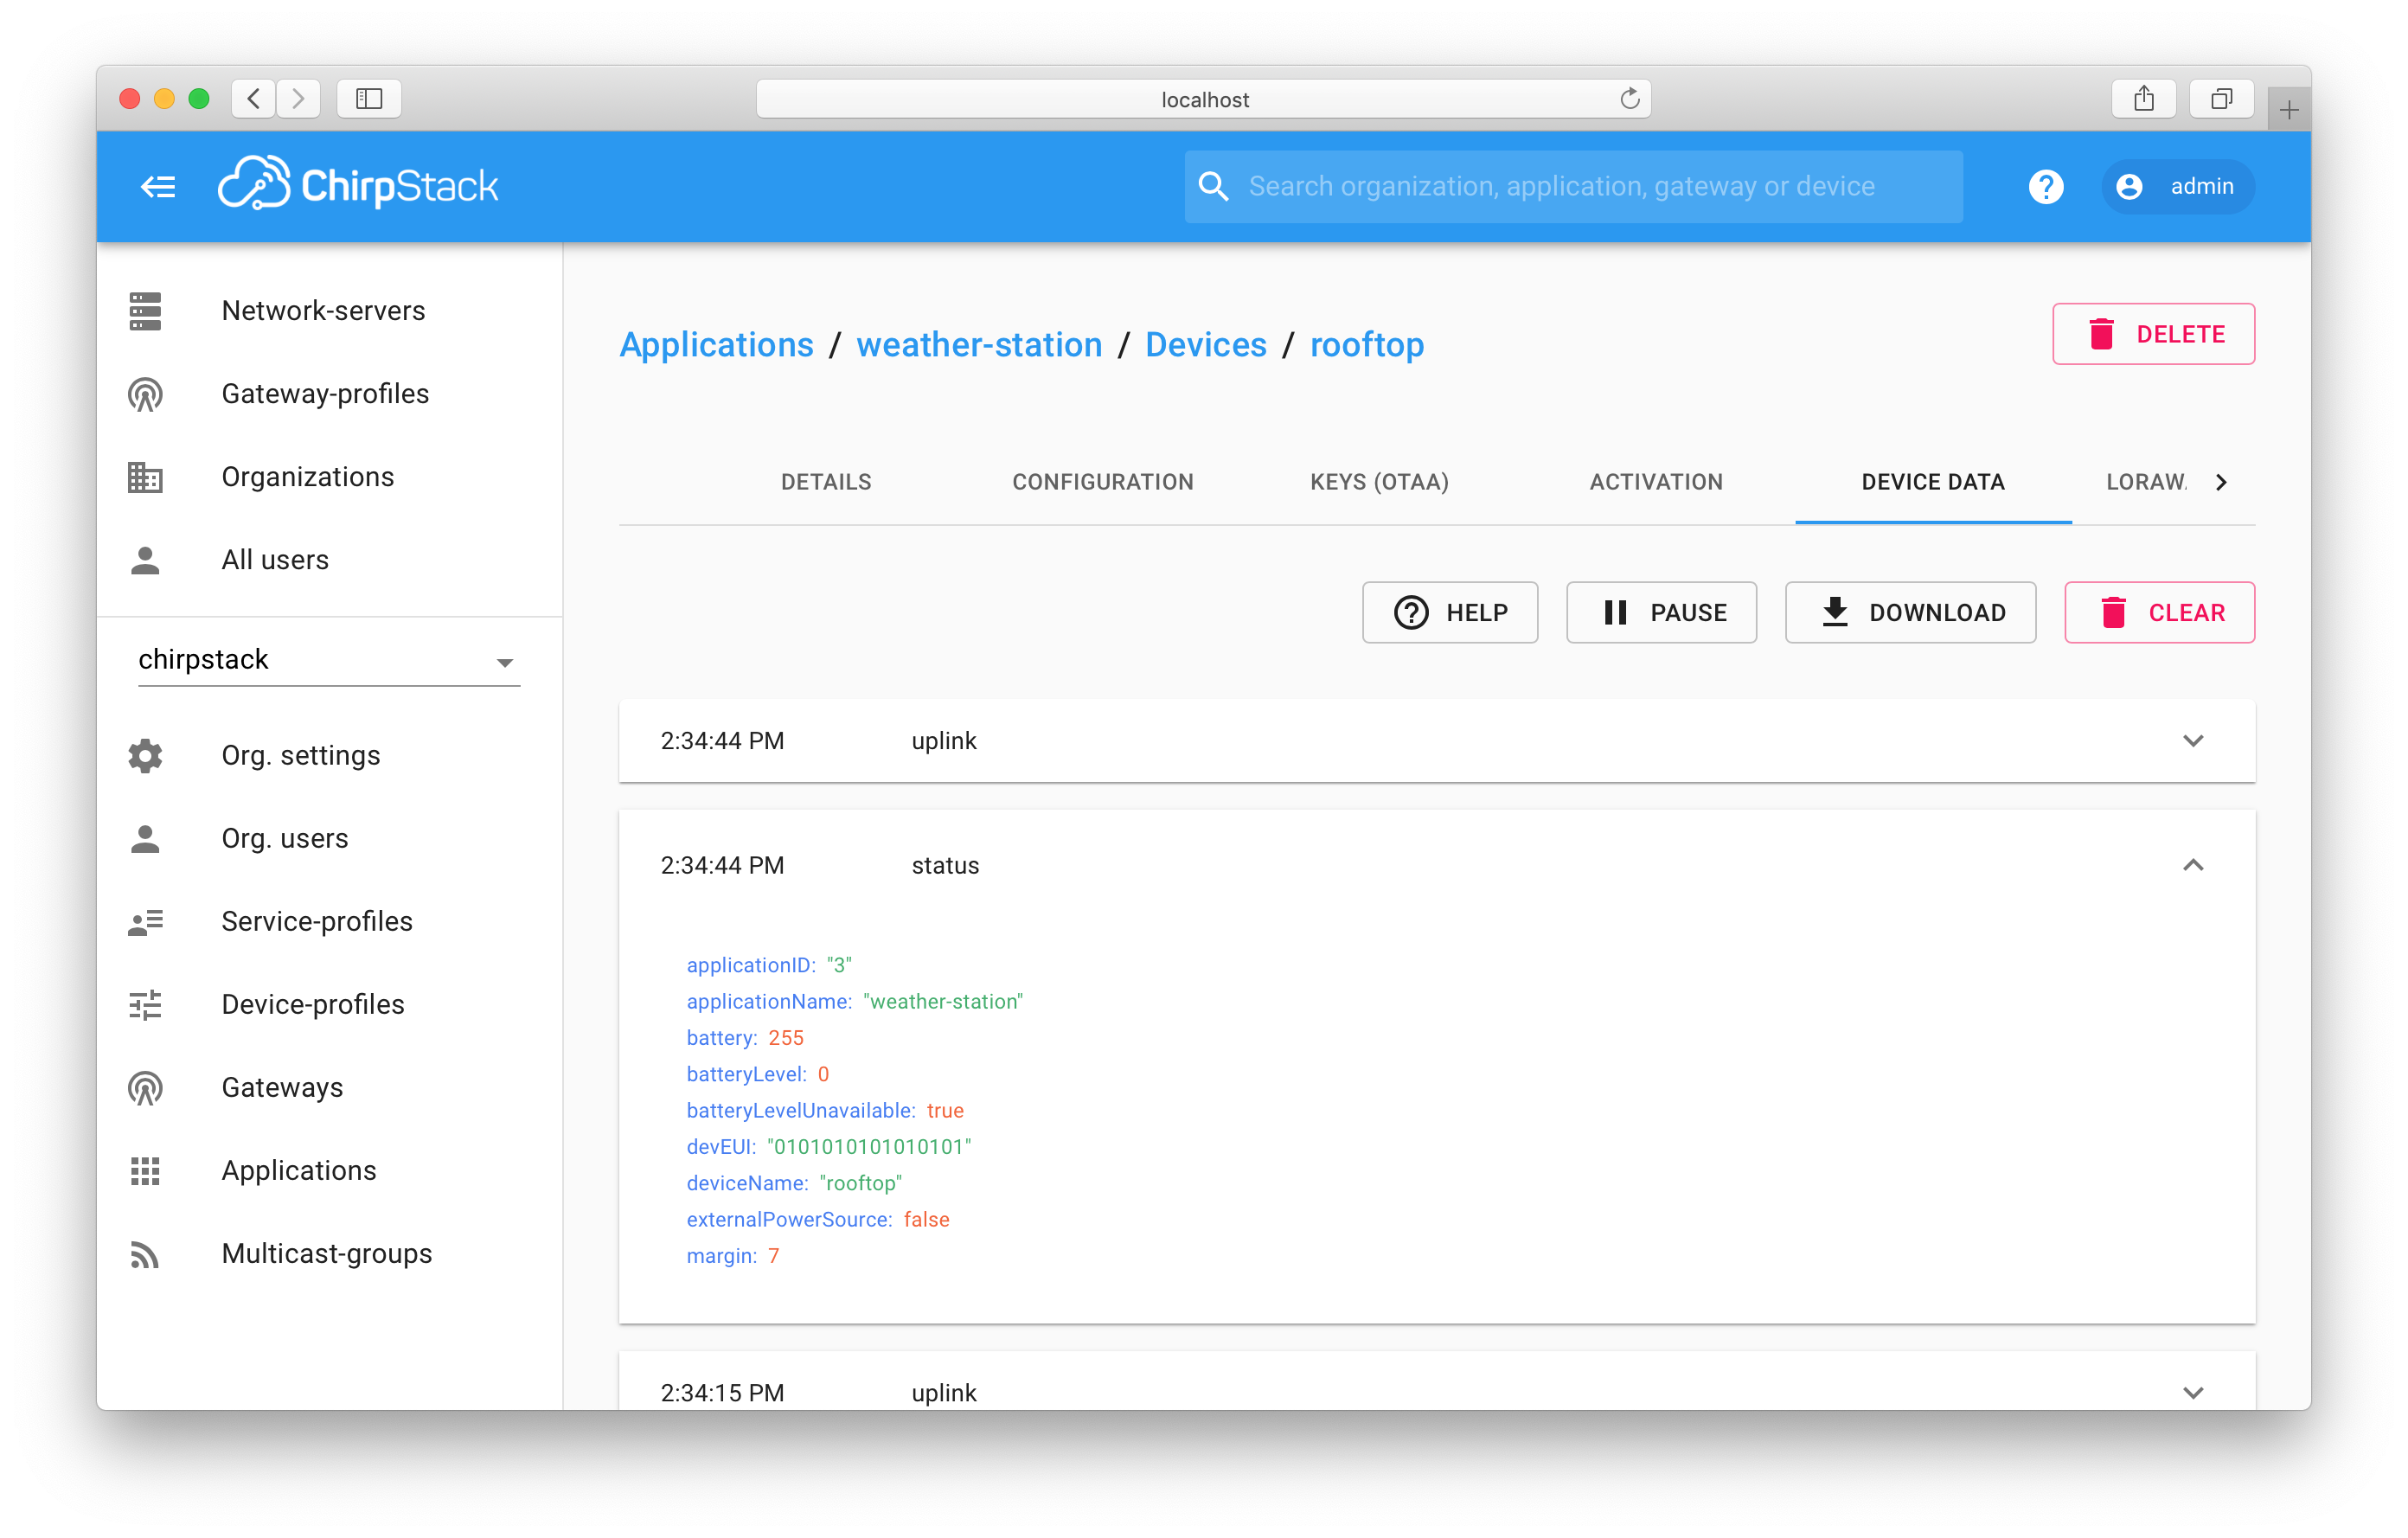 localhost
ChirpStack
Search organization, application, gateway or device
admin
Network-servers
Gateway-profiles
Organizations
All users
chirpstack
Org. settings
Org. users
Service-profiles
Device-profiles
Gateways
Applications
Multicast-groups
Applications / weather-station / Devices / rooftop
DELETE
DETAILS CONFIGURATION KEYS (OTAA) ACTIVATION DEVICE DATA LORAW
HELP PAUSE DOWNLOAD CLEAR
2:34:44 PM uplink
2:34:44 PM status
applicationID: "3"
applicationName: "weather-station"
battery: 255
batteryLevel: 0
batteryLevelUnavailable: true
devEUI: "0101010101010101"
deviceName: "rooftop"
externalPowerSource: false
margin: 7
2:34:15 PM uplink